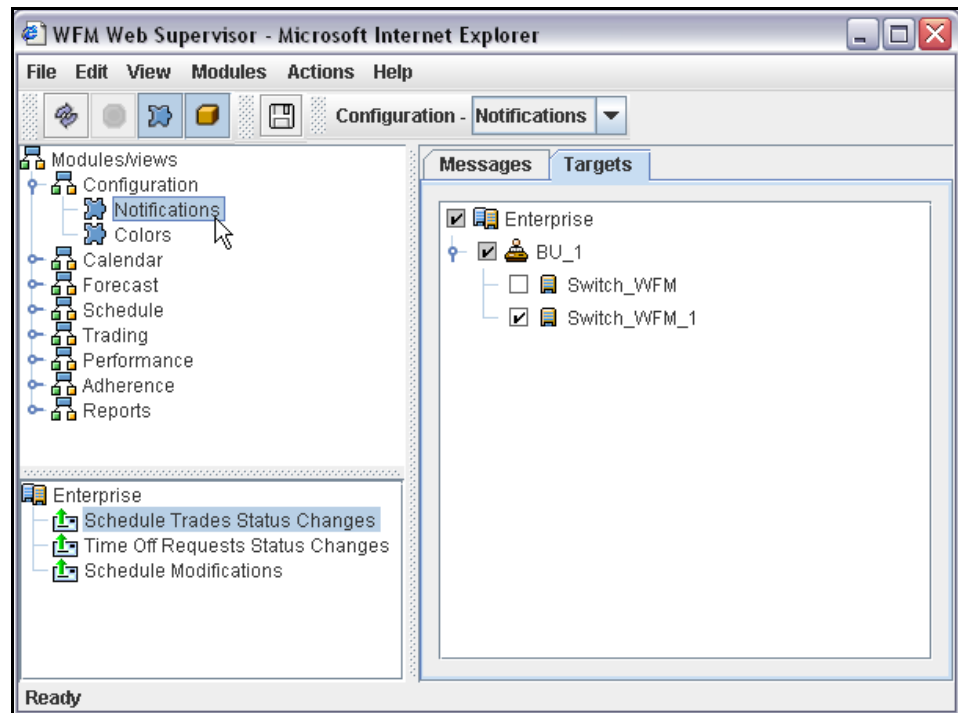 WFM Web Supervisor - Microsoft Internet Explorer
File Edit View Modules Actions Help
Configuration - Notifications
Modules/views
Configuration
Notifications
Colors
Calendar
Forecast
Schedule
Trading
Performance
Adherence
Reports
Enterprise
Schedule Trades Status Changes
Time Off Requests Status Changes
Schedule Modifications
Messages Targets
Enterprise
BU_1
Switch_WFM
Switch_WFM_1
Ready